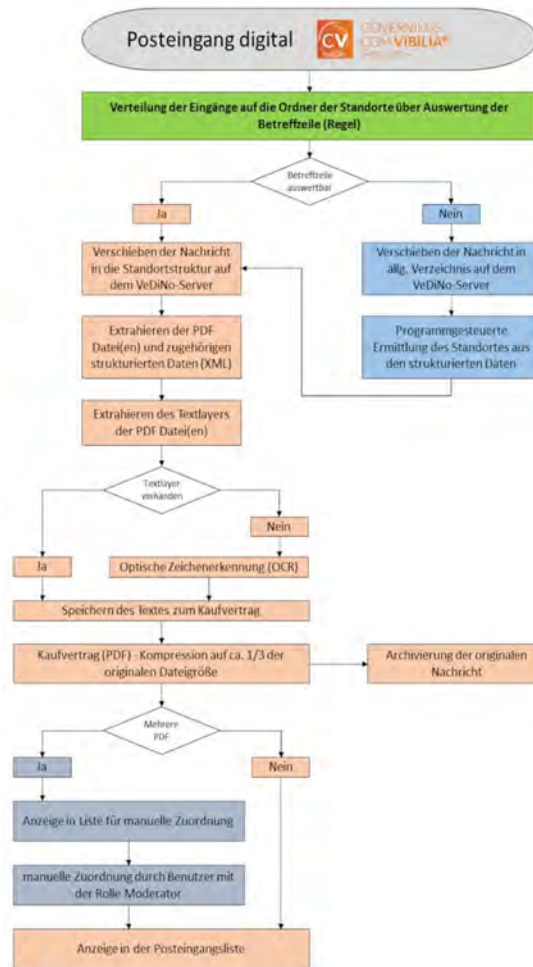 Posteingang digital
CV
GOVERNIKUS
COM VIBILIA®
Verteilung der Eingänge auf die Ordner der Standorte über Auswertung der
Betreffzeile (Regel)
Betreffzeile
auswertbar
Ja
Nein
Verschieben der Nachricht
in die Standortstruktur auf
dem VeDiNo-Server
Verschieben der Nachricht in
allg. Verzeichnis auf dem
VeDiNo-Server
Extrahieren der PDF
Datei(en) und zugehörigen
strukturierten Daten (XML)
Programmgesteuerte
Ermittlung des Standortes aus
den strukturierten Daten
Extrahieren des Textlayers
der PDF Datei(en)
Textlayer
vorhanden
Nein
Ja
Optische Zeichenerkennung (OCR)
Speichern des Textes zum Kaufvertrag
Kaufvertrag (PDF) - Kompression auf ca. 1/3 der
originalen Dateigröße
Archivierung der originalen
Nachricht
Mehrere
PDF
Ja
Nein
Anzeige in Liste für manuelle Zuordnung
manuelle Zuordnung durch Benutzer mit
der Rolle Moderator
Anzeige in der Posteingangsliste